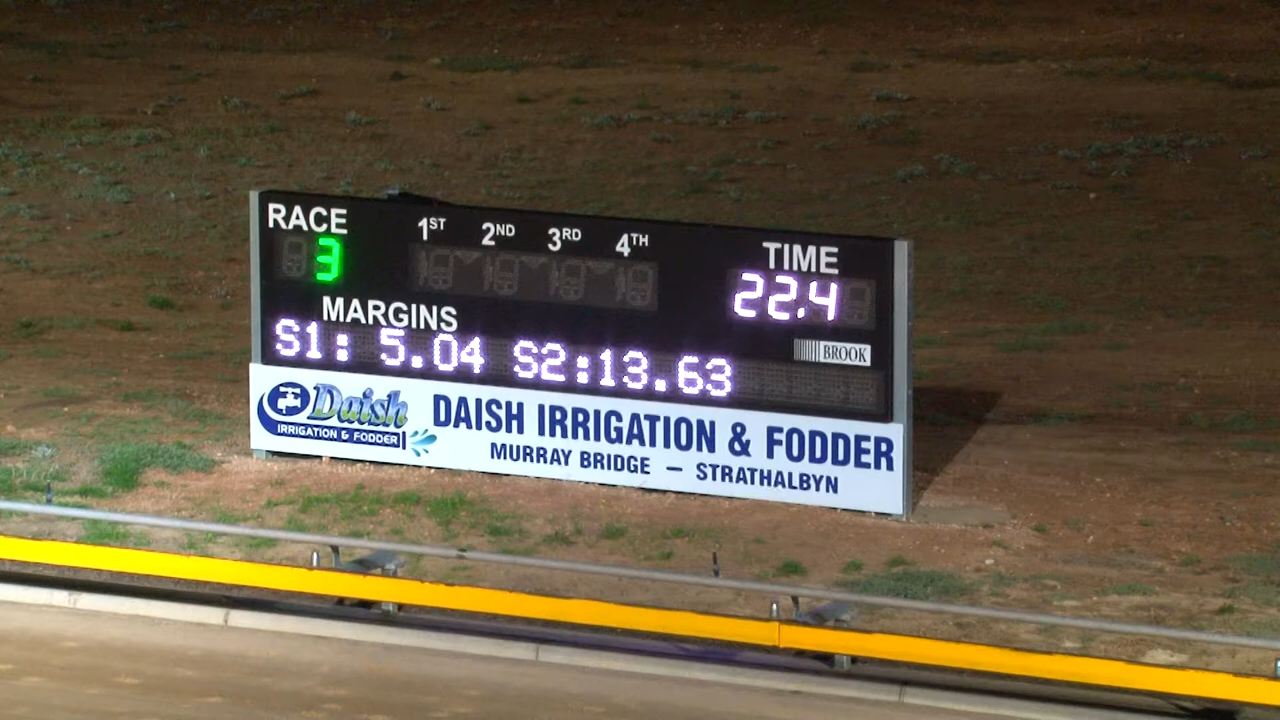 RACE 1ST 2ND 3RD 4TH TIME
3 22.4
MARGINS
S1: 5.04 S2:13.63
BROOK
Daish
IRRIGATION & FODDER
DAISH IRRIGATION & FODDER
MURRAY BRIDGE – STRATHALBYN